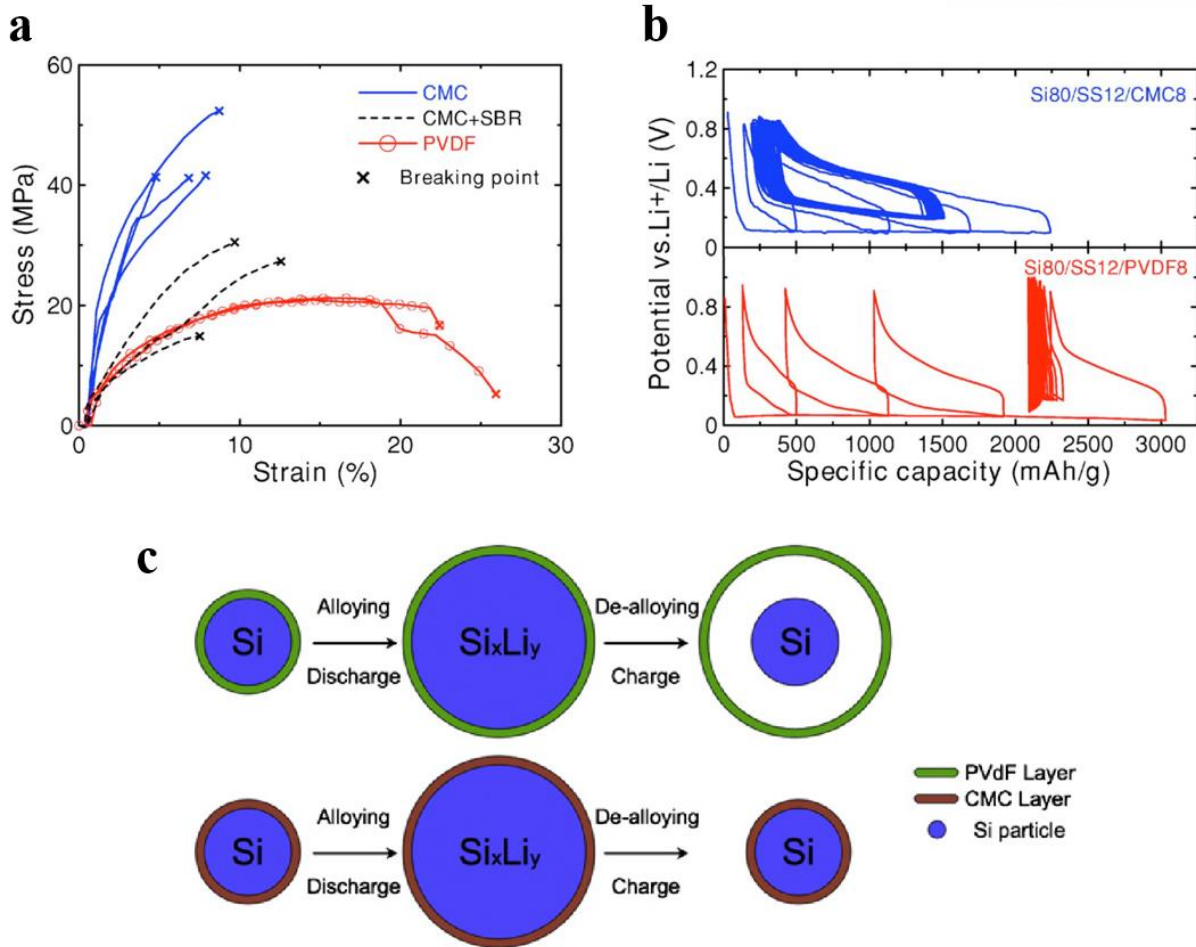 a
60
40
20
0
Stress (MPa)
CMC
CMC+SBR
PVDF
Breaking point
0 10 20 30
Strain (%)
b
1.2
0.8
0.4
0
0.8
0.4
0
Potential vs.Li+/Li (V)
Si80/SS12/CMC8
Si80/SS12/PVDF8
0 500 1000 1500 2000 2500 3000
Specific capacity (mAh/g)
c
Si
Alloying
Discharge
SixLiy
De-alloying
Charge
Si
Si
Alloying
Discharge
SixLiy
De-alloying
Charge
Si
PVdF Layer
CMC Layer
Si particle